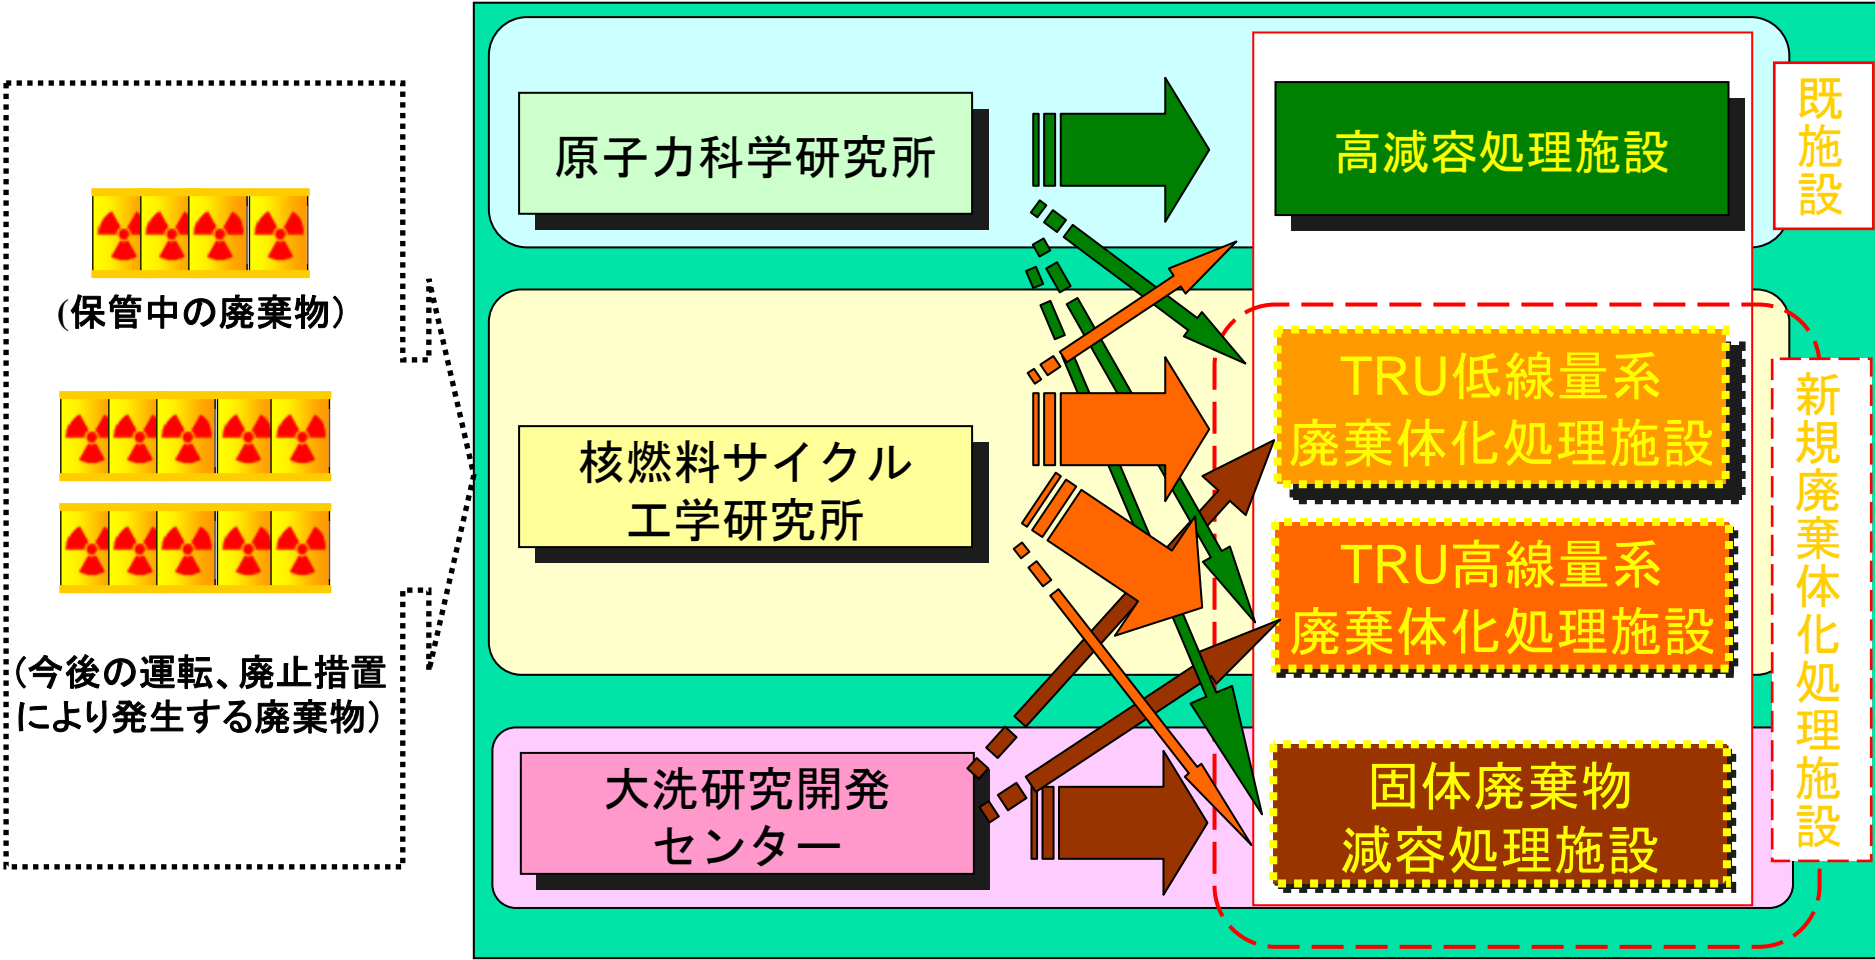 (保管中の廃棄物)
(今後の運転、廃止措置
により発生する廃棄物)
原子力科学研究所
核燃料サイクル
工学研究所
大洗研究開発
センター
高減容処理施設
TRU低線量系
廃棄体化処理施設
TRU高線量系
廃棄体化処理施設
固体廃棄物
減容処理施設
既施設
新規廃棄体化処理施設